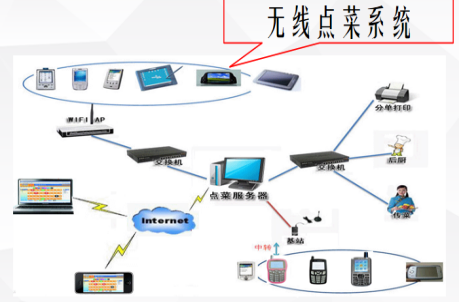 无线点菜系统
WIFI AP
交换机
分单打印
后厨
交换机
点菜服务器
传菜
Internet
基站
中转